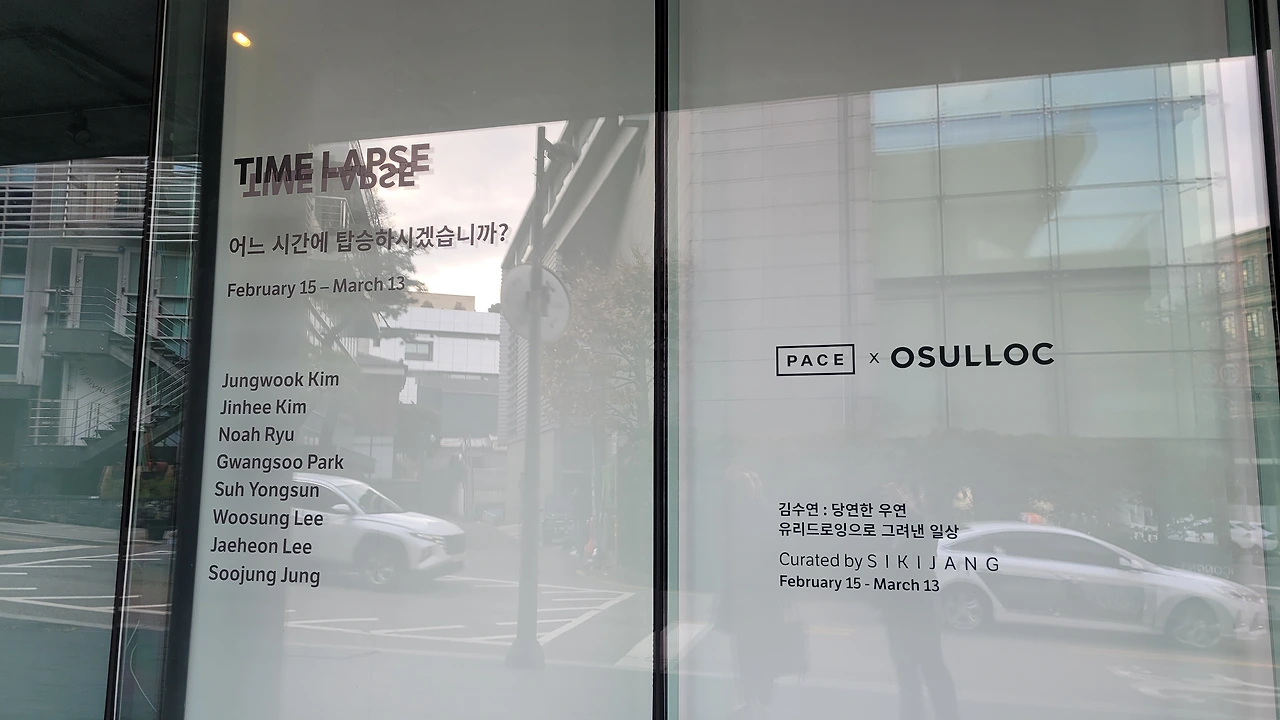 TIME LAPSE
TIME LAPSE
어느 시간에 탑승하시겠습니까?
February 15 – March 13
Jungwook Kim
Jinhee Kim
Noah Ryu
Gwangsoo Park
Suh Yongsun
Woosung Lee
Jaeheon Lee
Soojung Jung
PACE x OSULLOC
김수연 : 당연한 우연
유리드로잉으로 그려낸 일상
Curated by SIKIJANG
February 15 - March 13